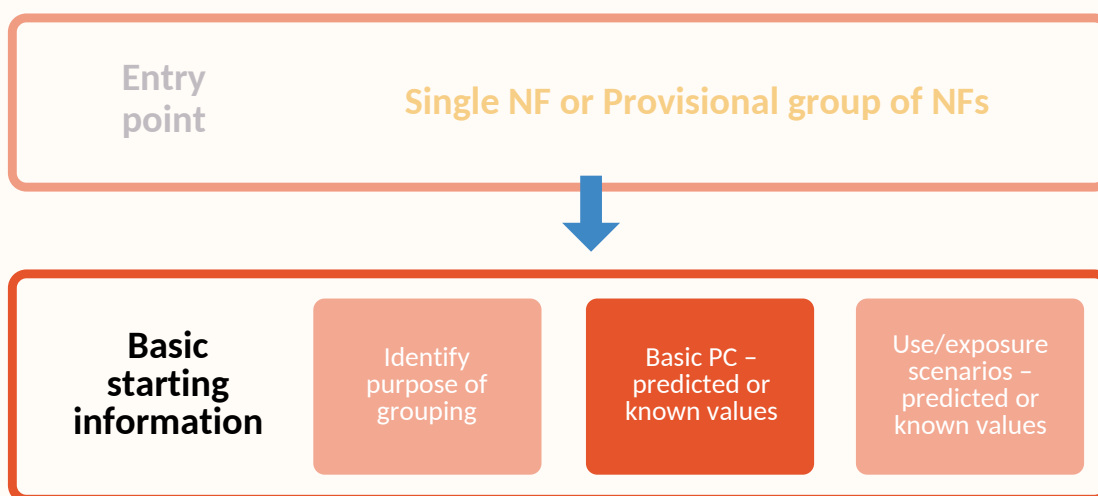 Entry
point
Single NF or Provisional group of NFs
Basic
starting
information
Identify
purpose of
grouping
Basic PC –
predicted or
known values
Use/exposure
scenarios –
predicted or
known values